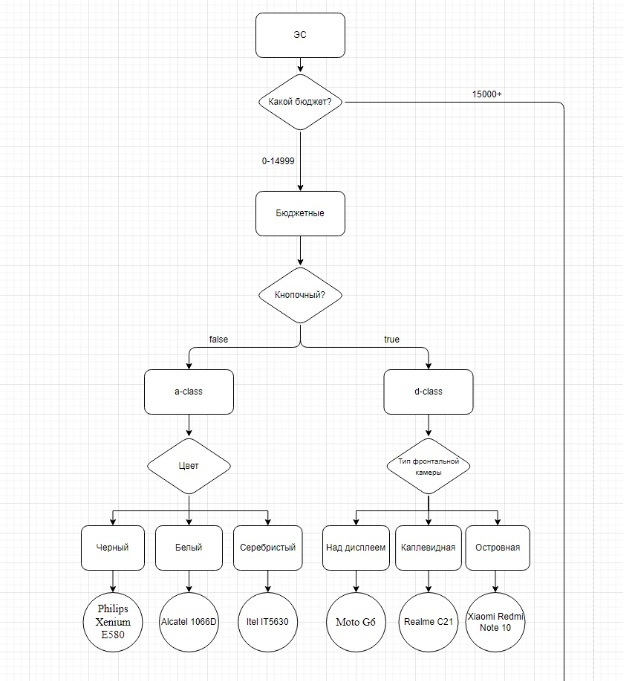 ЭС
Какой бюджет?
15000+
0-14999
Бюджетные
Кнопочный?
false
true
a-class
d-class
Цвет
Тип фронтальной
камеры
Черный
Белый
Серебристый
Над дисплеем
Каплевидная
Островная
Philips
Xenium
E580
Alcatel 1066D
Itel IT5630
Moto G6
Realme C21
Xiaomi Redmi
Note 10